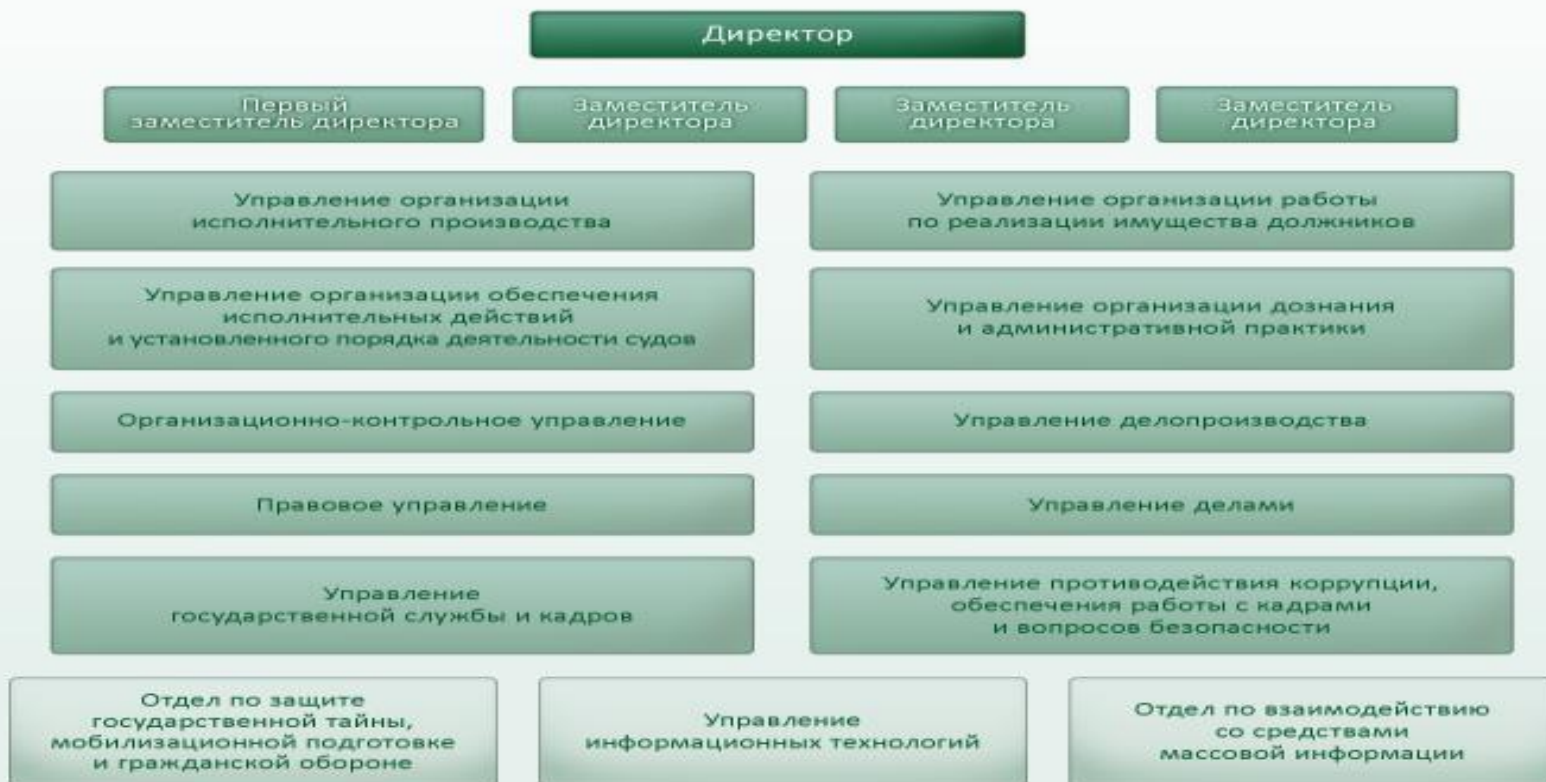 Директор
Первый
заместитель директора
Заместитель
директора
Заместитель
директора
Заместитель
директора
Управление организации
исполнительного производства
Управление организации работы
по реализации имущества должников
Управление организации обеспечения
исполнительных действий
и установленного порядка деятельности судов
Управление организации дознания
и административной практики
Организационно-контрольное управление
Управление делопроизводства
Правовое управление
Управление делами
Управление
государственной службы и кадров
Управление противодействия коррупции,
обеспечения работы с кадрами
и вопросов безопасности
Отдел по защите
государственной тайны,
мобилизационной подготовке
и гражданской обороне
Управление
информационных технологий
Отдел по взаимодействию
со средствами
массовой информации